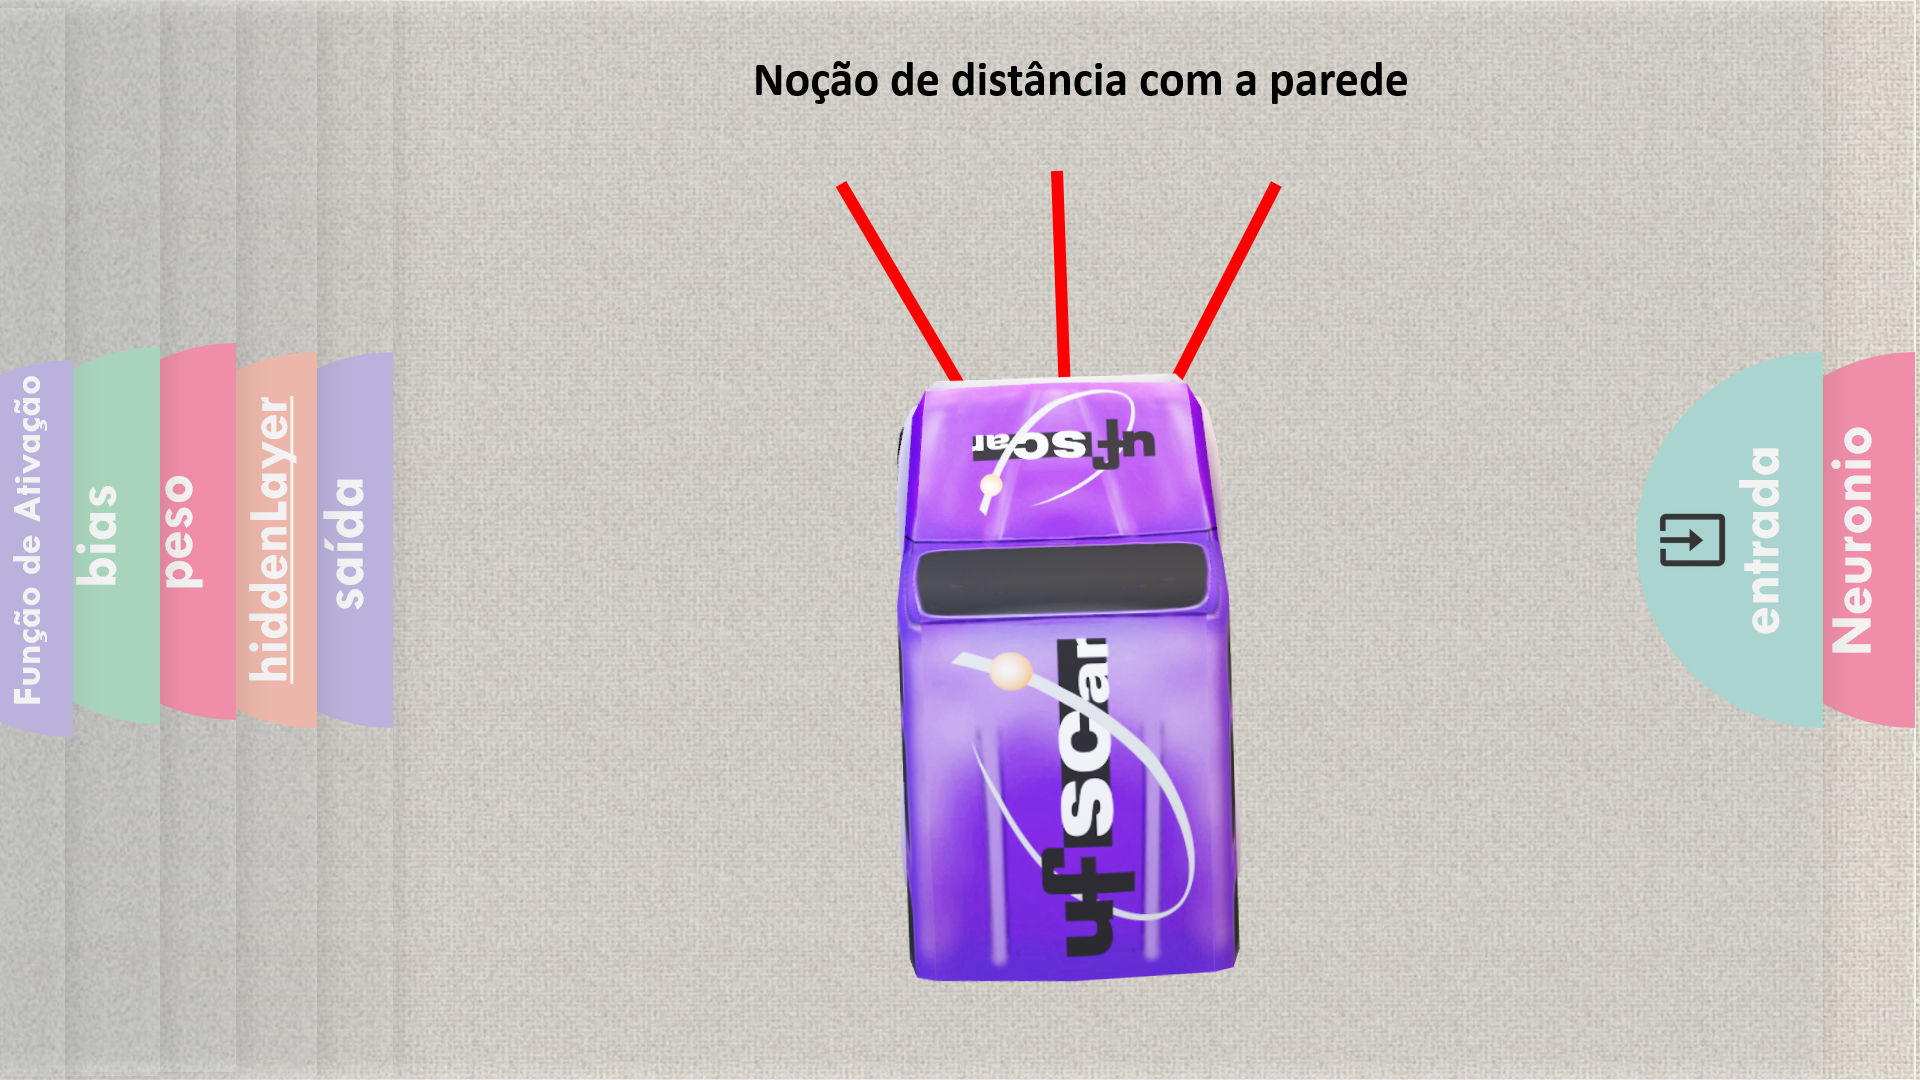 Noção de distância com a parede
Função de Ativação
bias
peso
hiddenLayer
saída
ufscar
ufscar
entrada
Neuronio